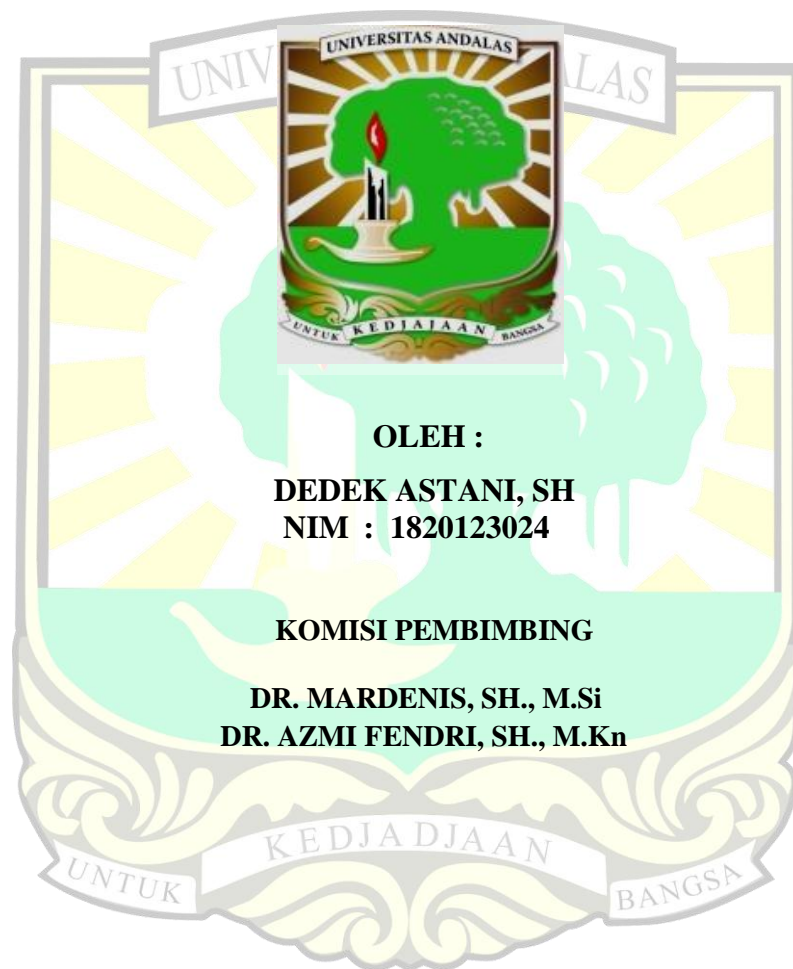 UNIVERSITAS ANDALAS
UNIV ALAS
UNTUK KEDJAJAAN BANGSA
OLEH :
DEDEK ASTANI, SH
NIM : 1820123024
KOMISI PEMBIMBING
DR. MARDENIS, SH., M.Si
DR. AZMI FENDRI, SH., M.Kn
UNTUK KEDJADJAAN BANGSA